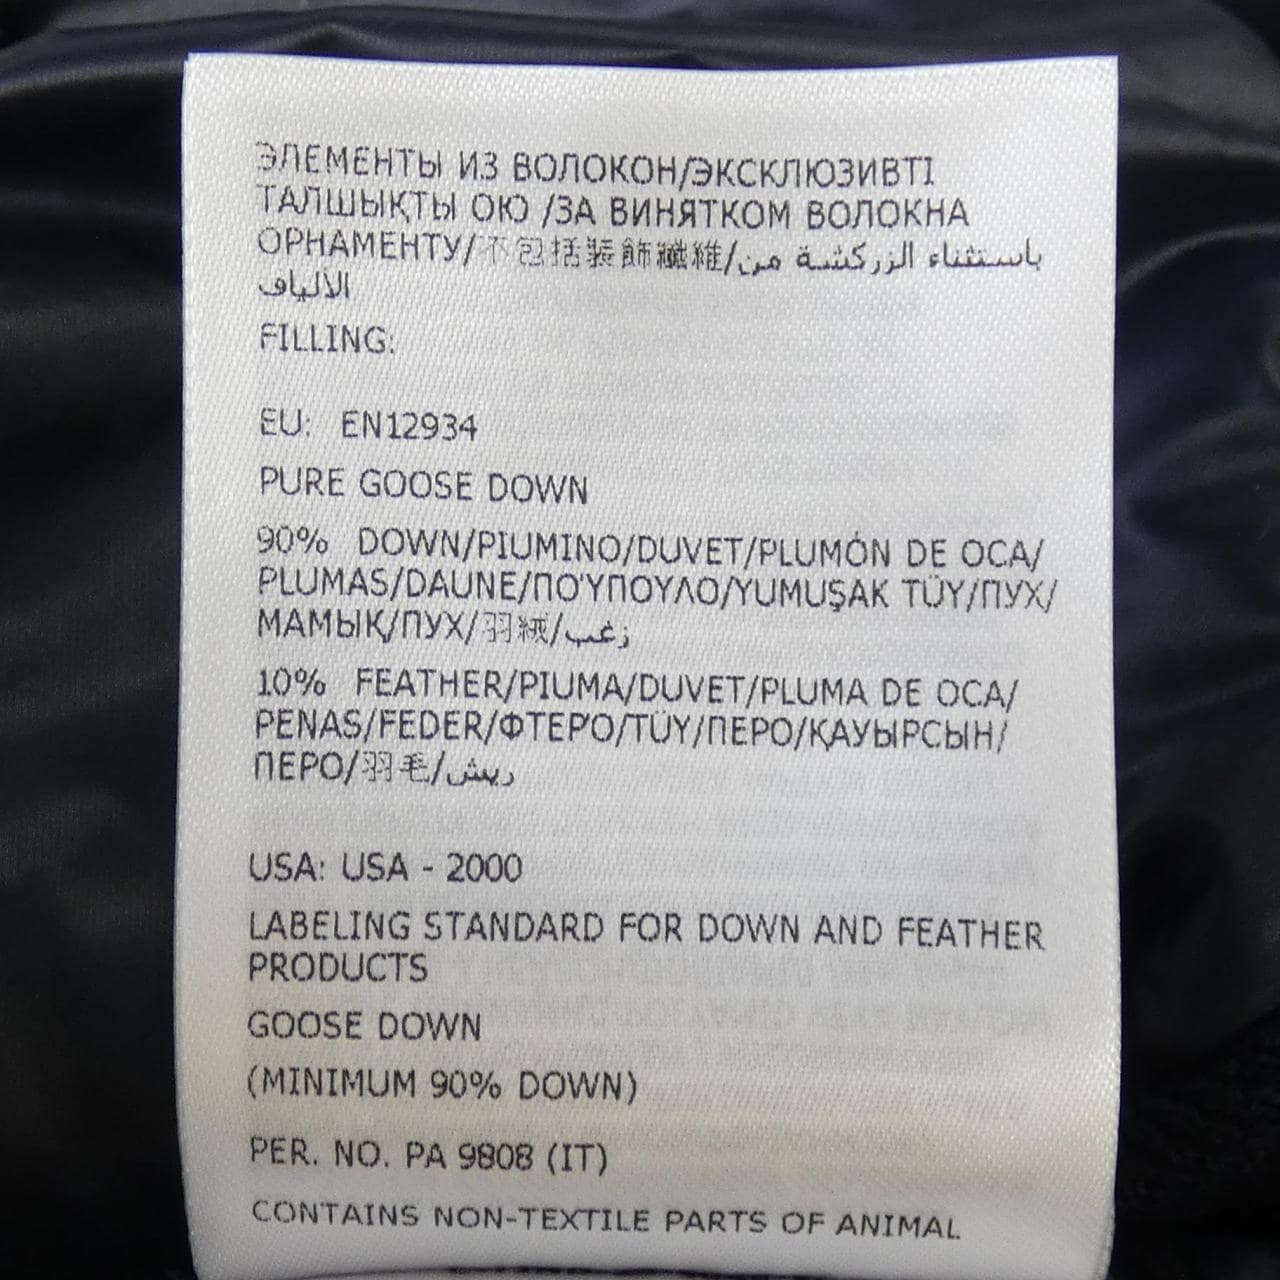 ЭЛЕМЕНТЫ ИЗ ВОЛОКОН/ЭКСКЛЮЗИВТІ
ТАЛШЫҚТЫ ОЮ /ЗА ВИНЯТКОМ ВОЛОКНА
ОРНАМЕНТУ/不包括装飾纖維/باستثناء الزركشة من
الألياف
FILLING:
EU: EN12934
PURE GOOSE DOWN
90% DOWN/PIUMINO/DUVET/PLUMÓN DE OCA/
PLUMAS/DAUNE/ΠΟ'ΥΠΟΥΛΟ/YUMUŞAK TÜY/ПУХ/
МАМЫҚ/ПУХ/羽絨/زغب
10% FEATHER/PIUMA/DUVET/PLUMA DE OCA/
PENAS/FEDER/ΦΤΕΡ'Ο/TÜY/ПЕРО/ҚАУЫРСЫН/
ПЕРО/羽毛/ريش
USA: USA - 2000
LABELING STANDARD FOR DOWN AND FEATHER
PRODUCTS
GOOSE DOWN
(MINIMUM 90% DOWN)
PER. NO. PA 9808 (IT)
CONTAINS NON-TEXTILE PARTS OF ANIMAL